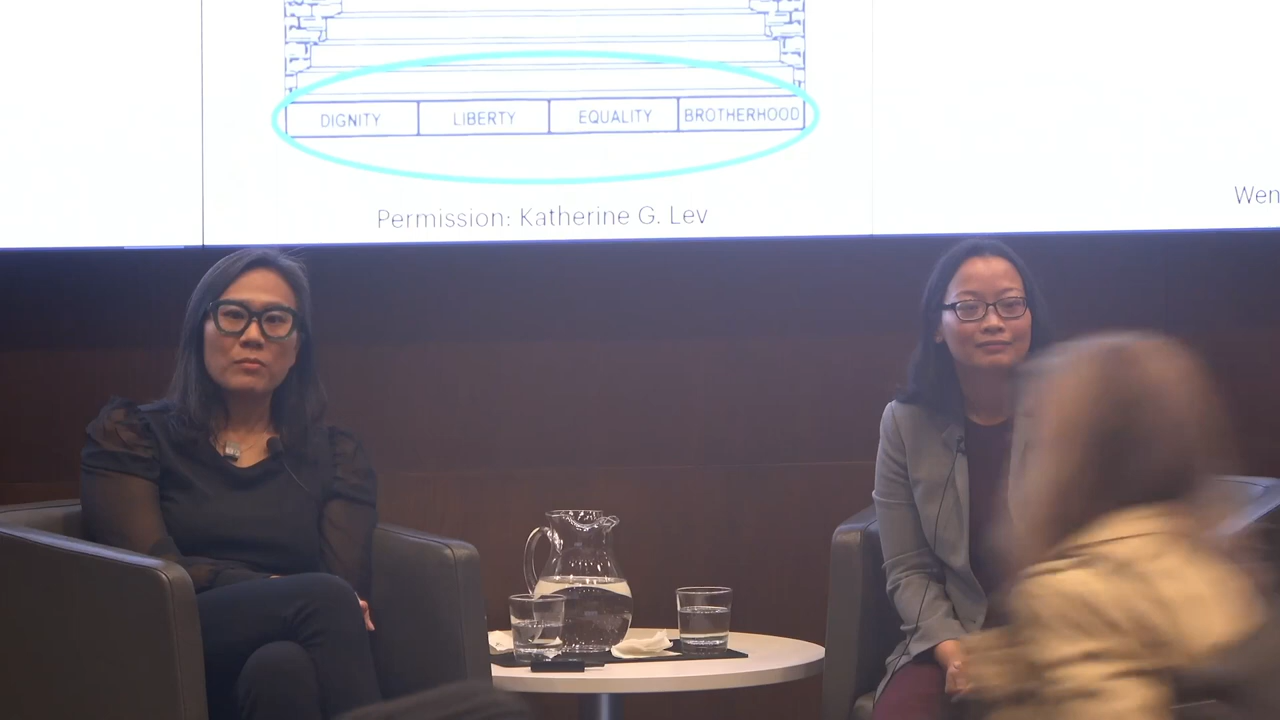 DIGNITY LIBERTY EQUALITY BROTHERHOOD
Permission: Katherine G. Lev
Wen